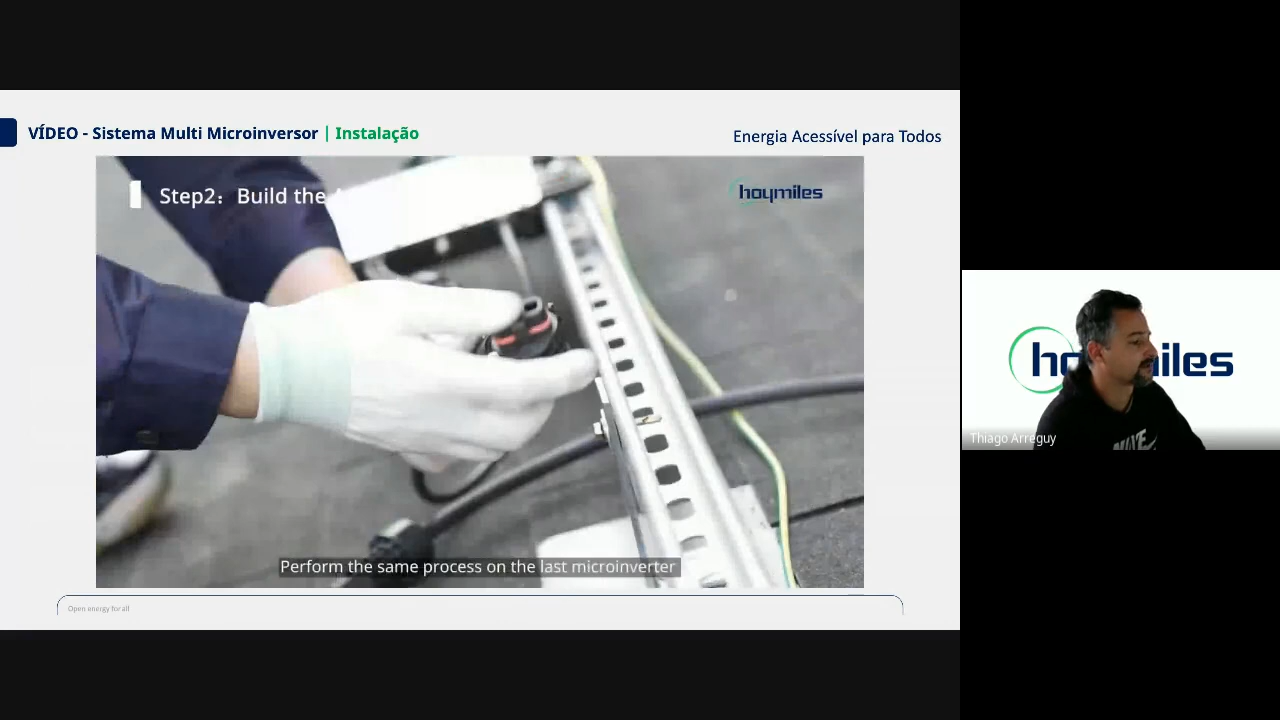 VÍDEO - Sistema Multi Microinversor | Instalação
Energia Acessível para Todos
Step2: Build the
hoymiles
Perform the same process on the last microinverter
Open energy for all
Thiago Arreguy